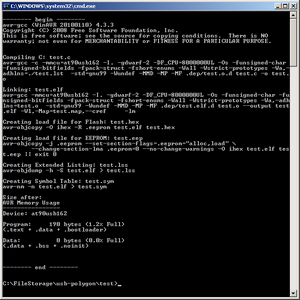 C:\WINDOWS\system32\cmd.exe
-------- begin --------
avr-gcc (WinAVR 20100110) 4.3.3
Copyright (C) 2008 Free Software Foundation, Inc.
This is free software; see the source for copying conditions.  There is NO
warranty; not even for MERCHANTABILITY or FITNESS FOR A PARTICULAR PURPOSE.
Compiling C: test.c
avr-gcc -c -mmcu=at90usb162 -I. -gdwarf-2 -DF_CPU=8000000UL -Os -funsigned-char -f
unsigned-bitfields -fpack-struct -fshort-enums -Wall -Wstrict-prototypes -Wa,-a
dhlns=./test.lst  -std=gnu99 -Wundef -MMD -MP -MF .dep/test.o.d test.c -o test.
o
Linking: test.elf
avr-gcc -mmcu=at90usb162 -I. -gdwarf-2 -DF_CPU=8000000UL -Os -funsigned-char -fu
nsigned-bitfields -fpack-struct -fshort-enums -Wall -Wstrict-prototypes -Wa,-adh
lns=test.o  -std=gnu99 -Wundef -MMD -MP -MF .dep/test.elf.d test.o --output test
.elf -Wl,-Map=test.map,--cref     -lm
Creating load file for Flash: test.hex
avr-objcopy -O ihex -R .eeprom test.elf test.hex
Creating load file for EEPROM: test.eep
avr-objcopy -j .eeprom --set-section-flags=.eeprom="alloc,load" \
--change-section-lma .eeprom=0 --no-change-warnings -O ihex test.elf tes
t.eep || exit 0
Creating Extended Listing: test.lss
avr-objdump -h -S test.elf > test.lss
Creating Symbol Table: test.sym
avr-nm -n test.elf > test.sym
Size after:
AVR Memory Usage
----------------
Device: at90usb162
Program:     198 bytes (1.2% Full)
(.text + .data + .bootloader)
Data:          0 bytes (0.0% Full)
(.data + .bss + .noinit)
-------- end --------
C:\FileStorage\usb-polygon\test>_